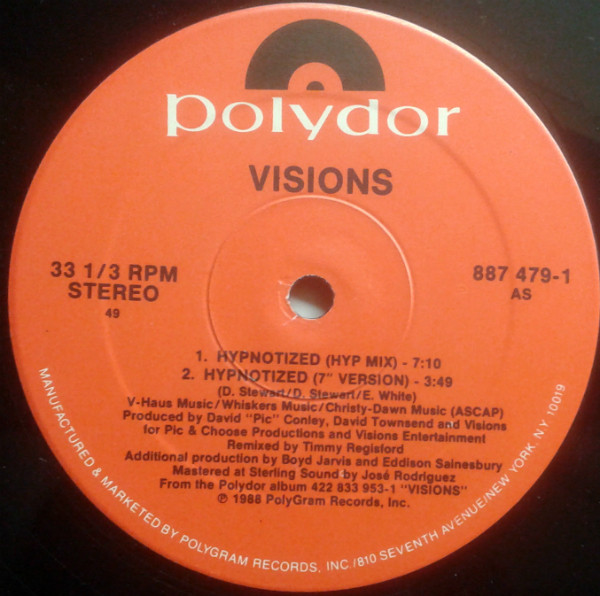 polydor
VISIONS
33 1/3 RPM
STEREO
49
887 479-1
AS
1. HYPNOTIZED (HYP MIX) - 7:10
2. HYPNOTIZED (7" VERSION) - 3:49
(D. Stewart/D. Stewart/E. White)
V-Haus Music/Whiskers Music/Christy-Dawn Music (ASCAP)
Produced by David "Pic" Conley, David Townsend and Visions
for Pic & Choose Productions and Visions Entertainment
Remixed by Timmy Regisford
Additional production by Boyd Jarvis and Eddison Sainesbury
Mastered at Sterling Sound by José Rodriguez
From the Polydor album 422 833 953-1 "VISIONS"
℗ 1988 PolyGram Records, Inc.
MANUFACTURED & MARKETED BY POLYGRAM RECORDS, INC./810 SEVENTH AVENUE/NEW YORK, N.Y. 10019